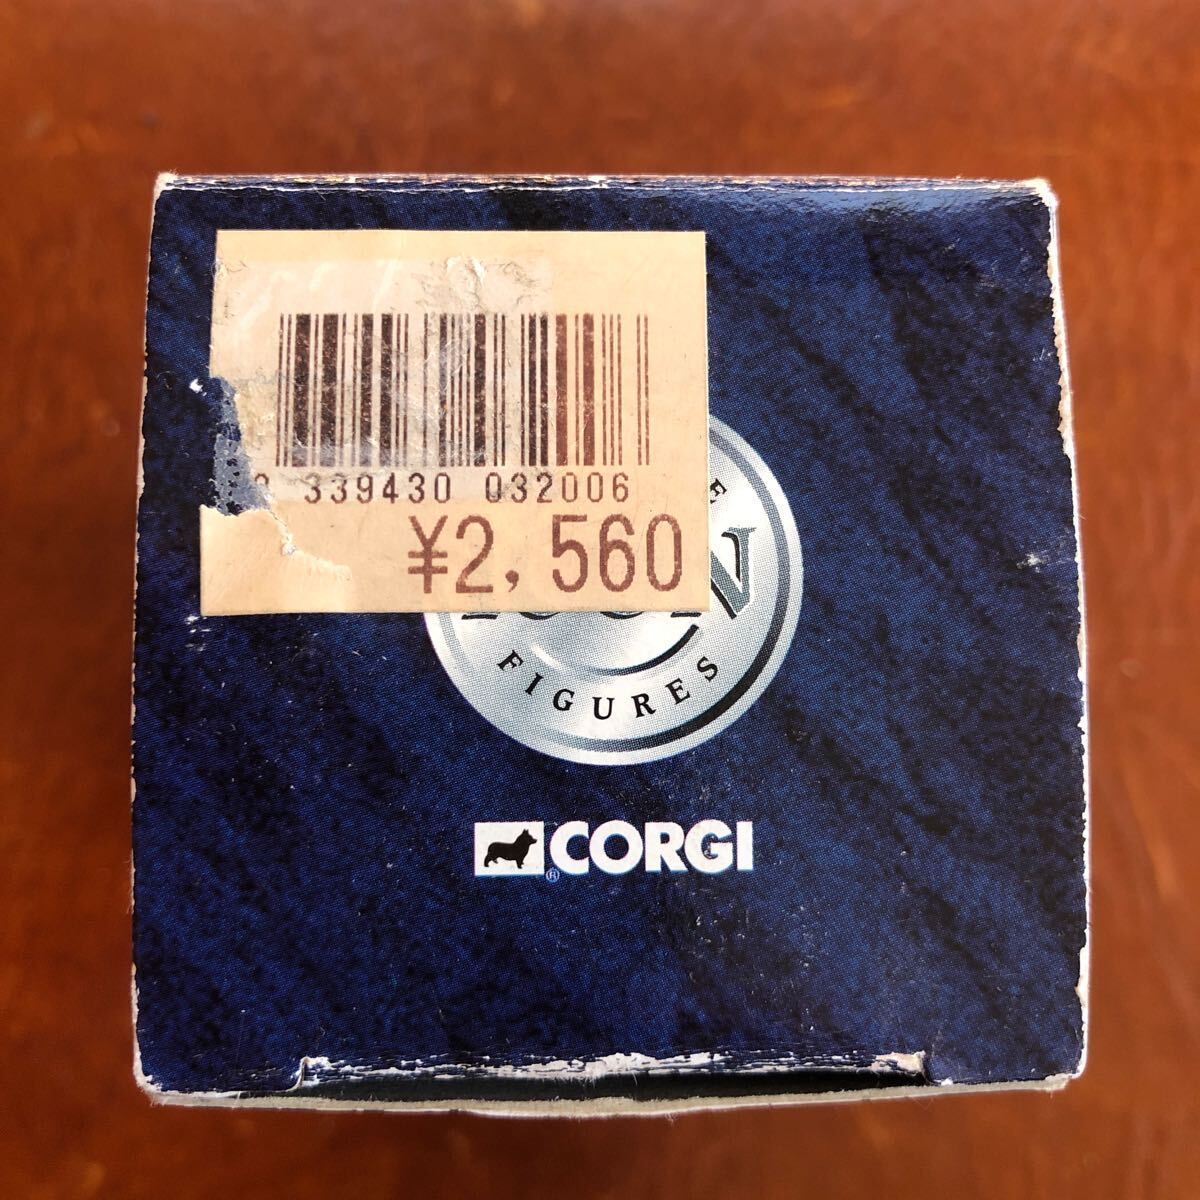 339430 032006
¥2,560
FIGURES
® CORGI